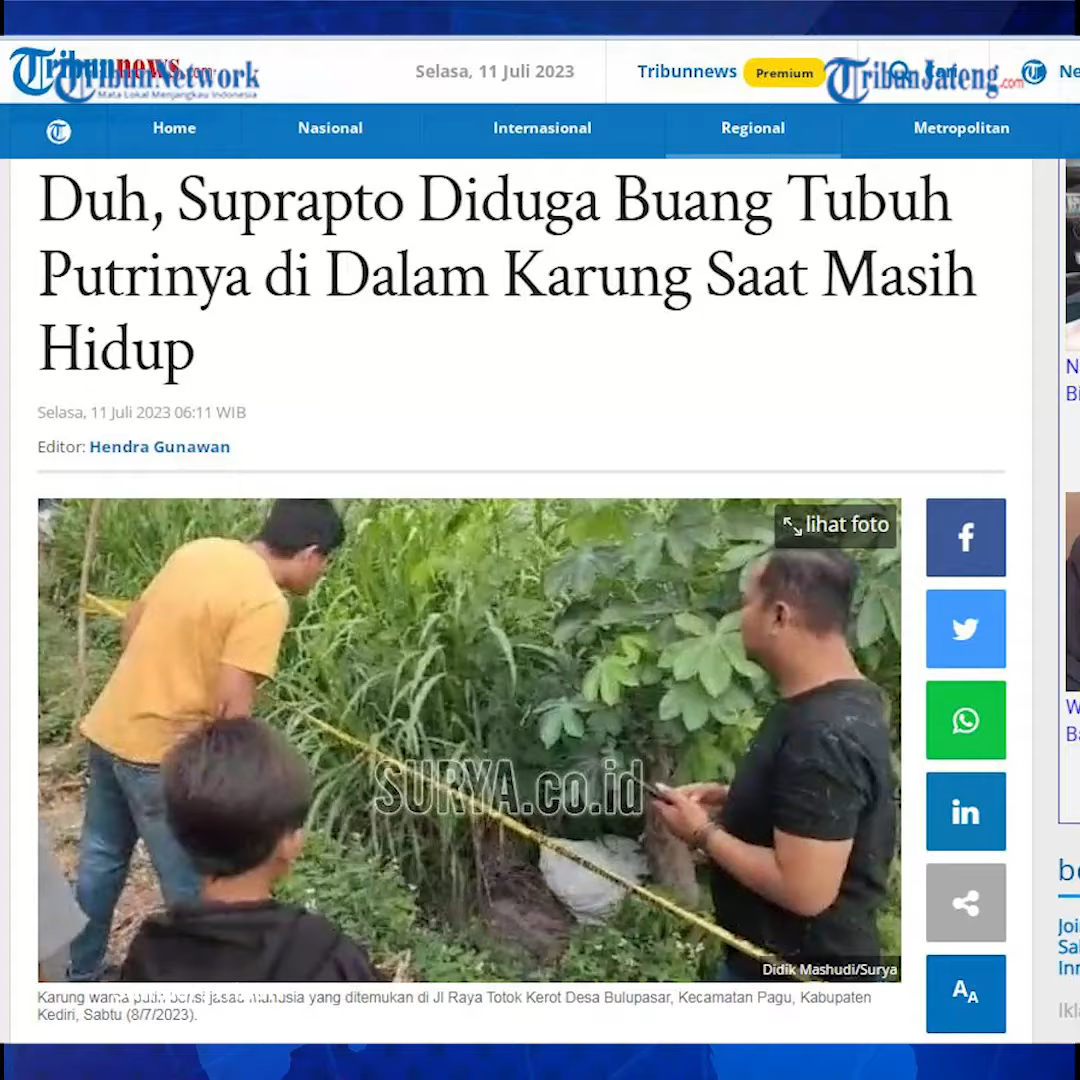 Tribunnews.com
TribunNetwork
Mata Lokal Menjangkau Indonesia
Selasa, 11 Juli 2023
Tribunnews Premium
TribunJateng.com
Cari
Home Nasional Internasional Regional Metropolitan
Duh, Suprapto Diduga Buang Tubuh
Putrinya di Dalam Karung Saat Masih
Hidup
Selasa, 11 Juli 2023 06:11 WIB
Editor: Hendra Gunawan
lihat foto
SURYA.co.id
Didik Mashudi/Surya
Karung warna putih berisi jasad manusia yang ditemukan di Jl Raya Totok Kerot Desa Bulupasar, Kecamatan Pagu, Kabupaten
Kediri, Sabtu (8/7/2023).